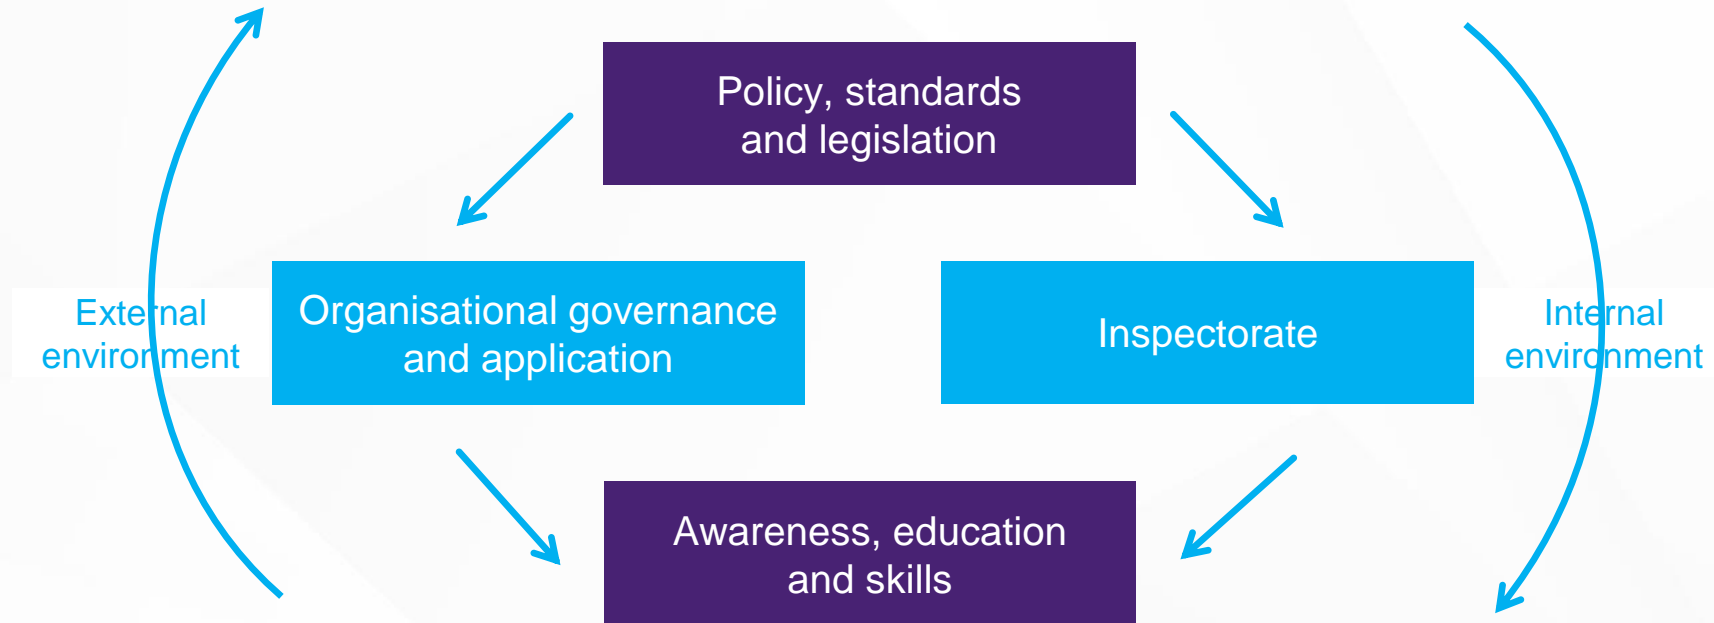 Policy, standards
and legislation
External
environment
Organisational governance
and application
Inspectorate
Internal
environment
Awareness, education
and skills